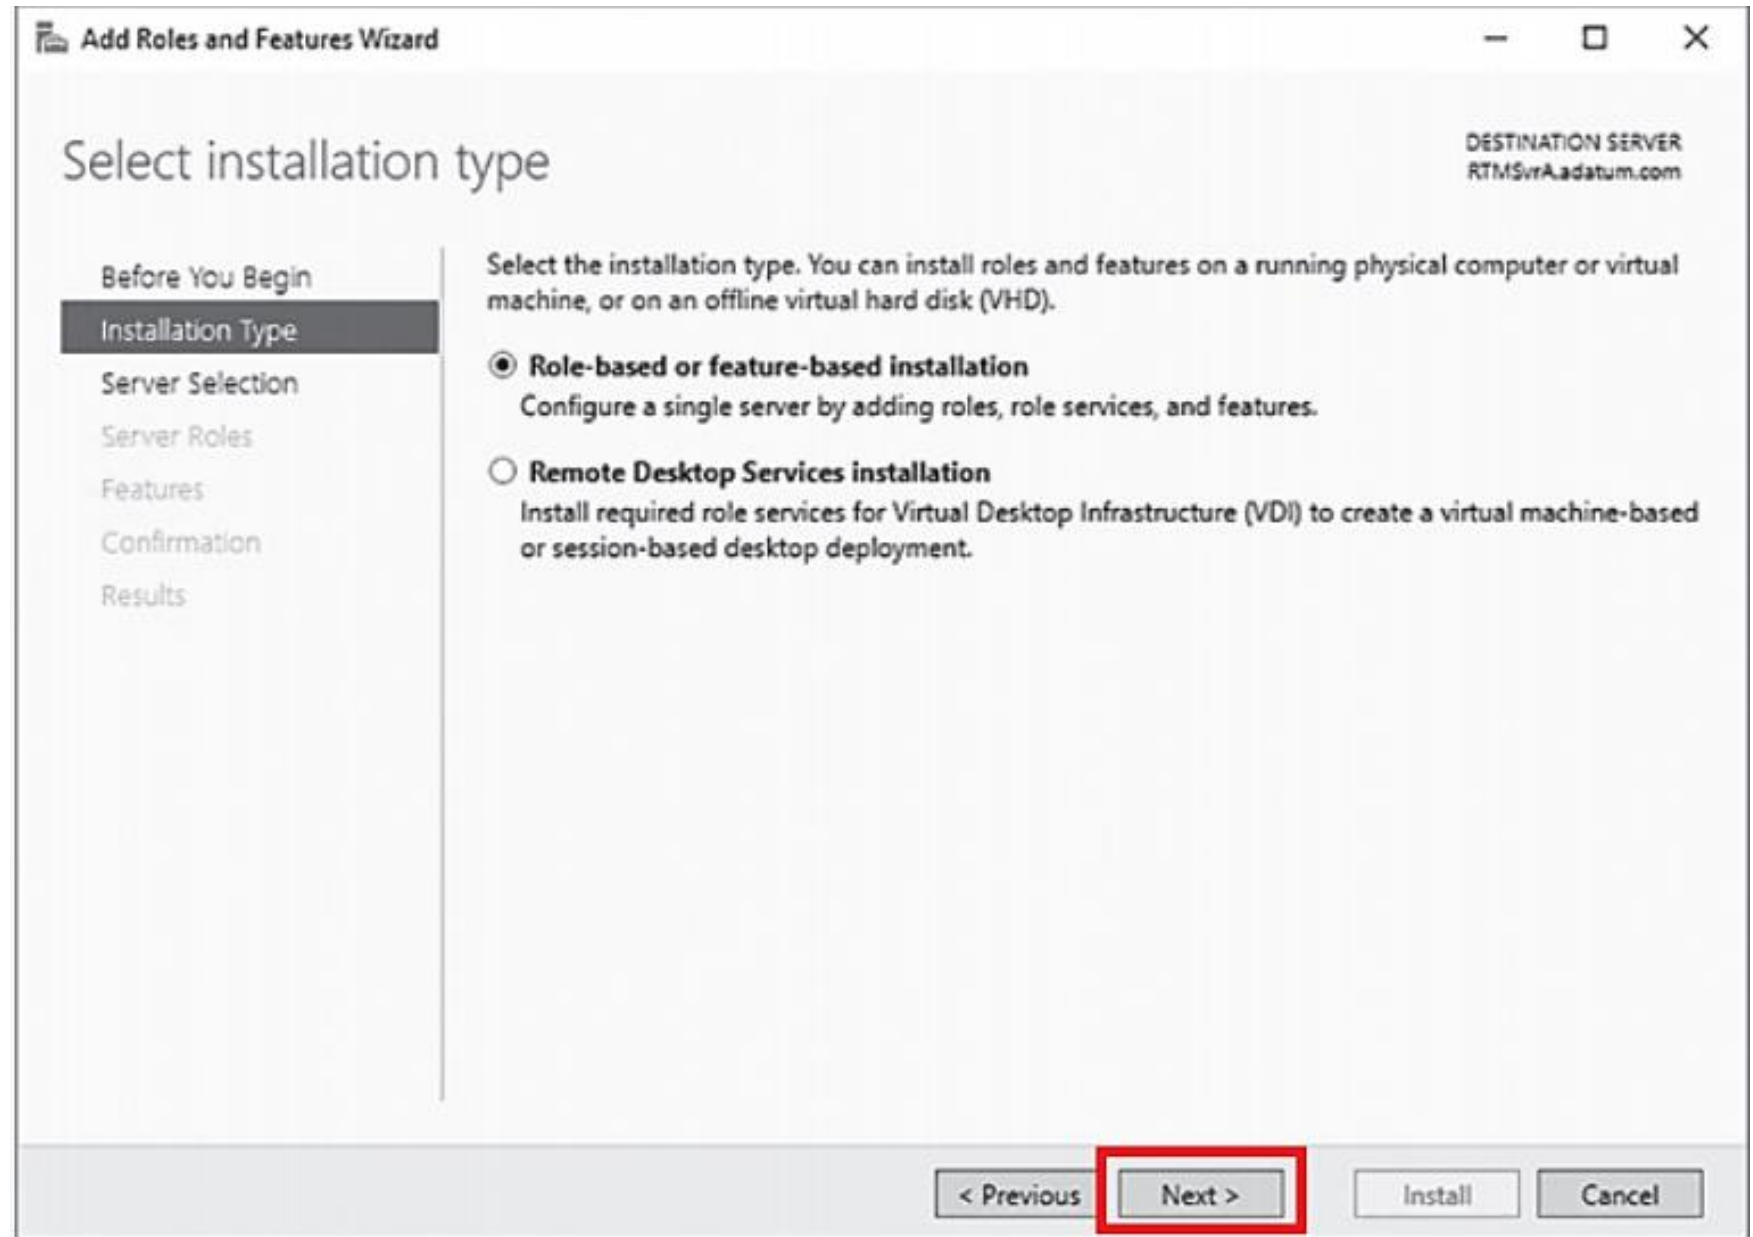 Add Roles and Features Wizard
Select installation type
DESTINATION SERVER
RTMSvrA.adatum.com
Before You Begin
Installation Type
Server Selection
Server Roles
Features
Confirmation
Results
Select the installation type. You can install roles and features on a running physical computer or virtual
machine, or on an offline virtual hard disk (VHD).
Role-based or feature-based installation
Configure a single server by adding roles, role services, and features.
Remote Desktop Services installation
Install required role services for Virtual Desktop Infrastructure (VDI) to create a virtual machine-based
or session-based desktop deployment.
< Previous
Next >
Install
Cancel